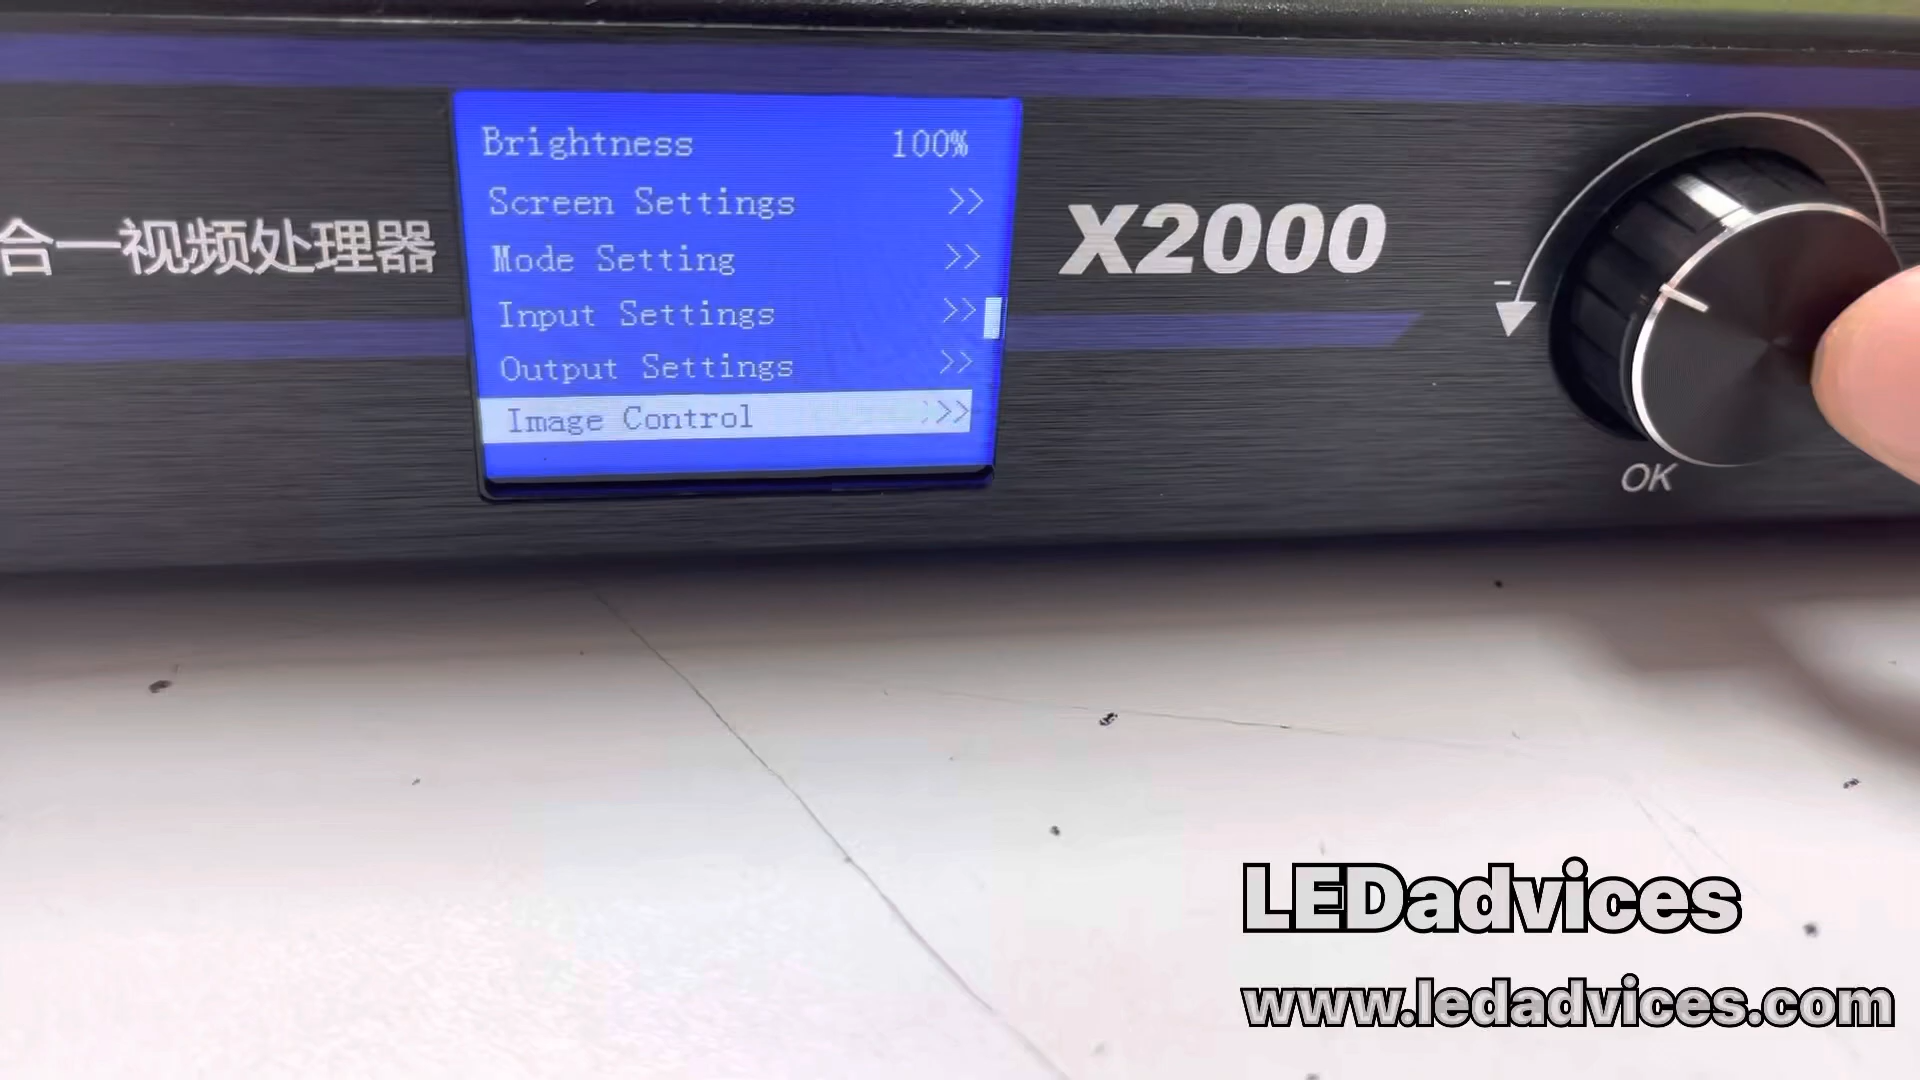 Brightness 100%
Screen Settings >>
Mode Setting >>
Input Settings >>
Output Settings >>
Image Control >>>
合一视频处理器
X2000
OK
LEDadvices
www.ledadvices.com